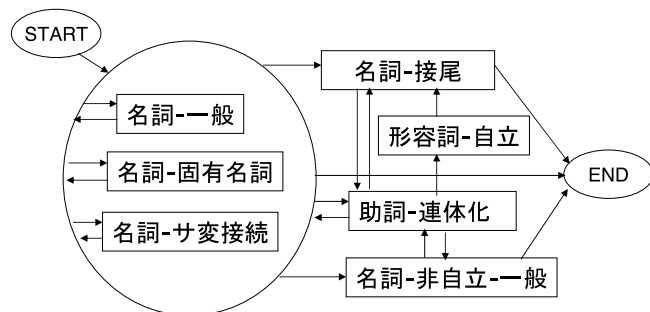 START
名詞-接尾
名詞-一般
形容詞-自立
名詞-固有名詞
END
助詞-連体化
名詞-サ変接続
名詞-非自立-一般